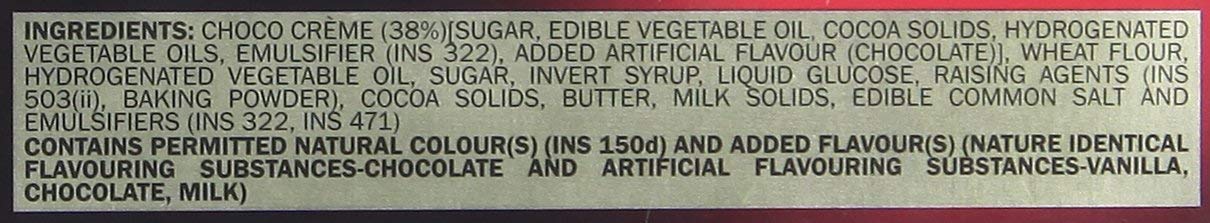 INGREDIENTS: CHOCO CRÈME (38%)[SUGAR, EDIBLE VEGETABLE OIL, COCOA SOLIDS, HYDROGENATED
VEGETABLE OILS, EMULSIFIER (INS 322), ADDED ARTIFICIAL FLAVOUR (CHOCOLATE)], WHEAT FLOUR,
HYDROGENATED VEGETABLE OIL, SUGAR, INVERT SYRUP, LIQUID GLUCOSE, RAISING AGENTS (INS
503(ii), BAKING POWDER), COCOA SOLIDS, BUTTER, MILK SOLIDS, EDIBLE COMMON SALT AND
EMULSIFIERS (INS 322, INS 471)
CONTAINS PERMITTED NATURAL COLOUR(S) (INS 150d) AND ADDED FLAVOUR(S) (NATURE IDENTICAL
FLAVOURING SUBSTANCES-CHOCOLATE AND ARTIFICIAL FLAVOURING SUBSTANCES-VANILLA,
CHOCOLATE, MILK)